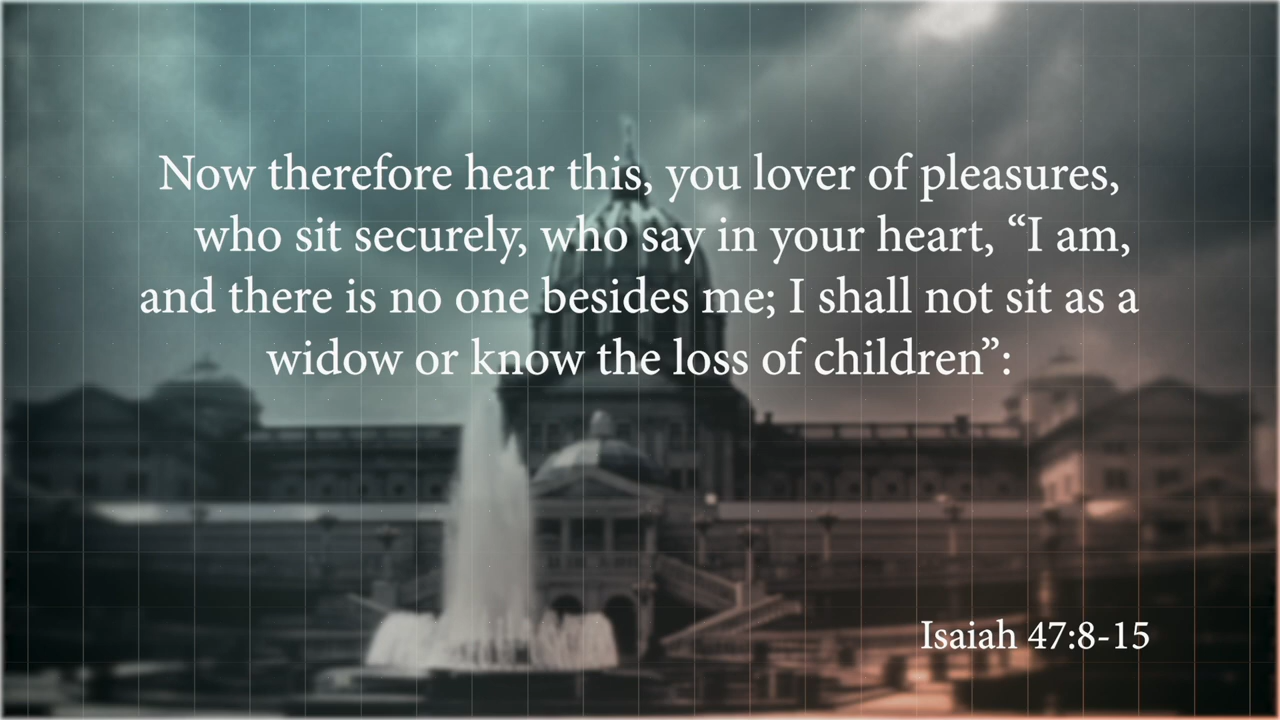 Now therefore hear this, you lover of pleasures,
who sit securely, who say in your heart, “I am,
and there is no one besides me; I shall not sit as a
widow or know the loss of children”:
Isaiah 47:8-15